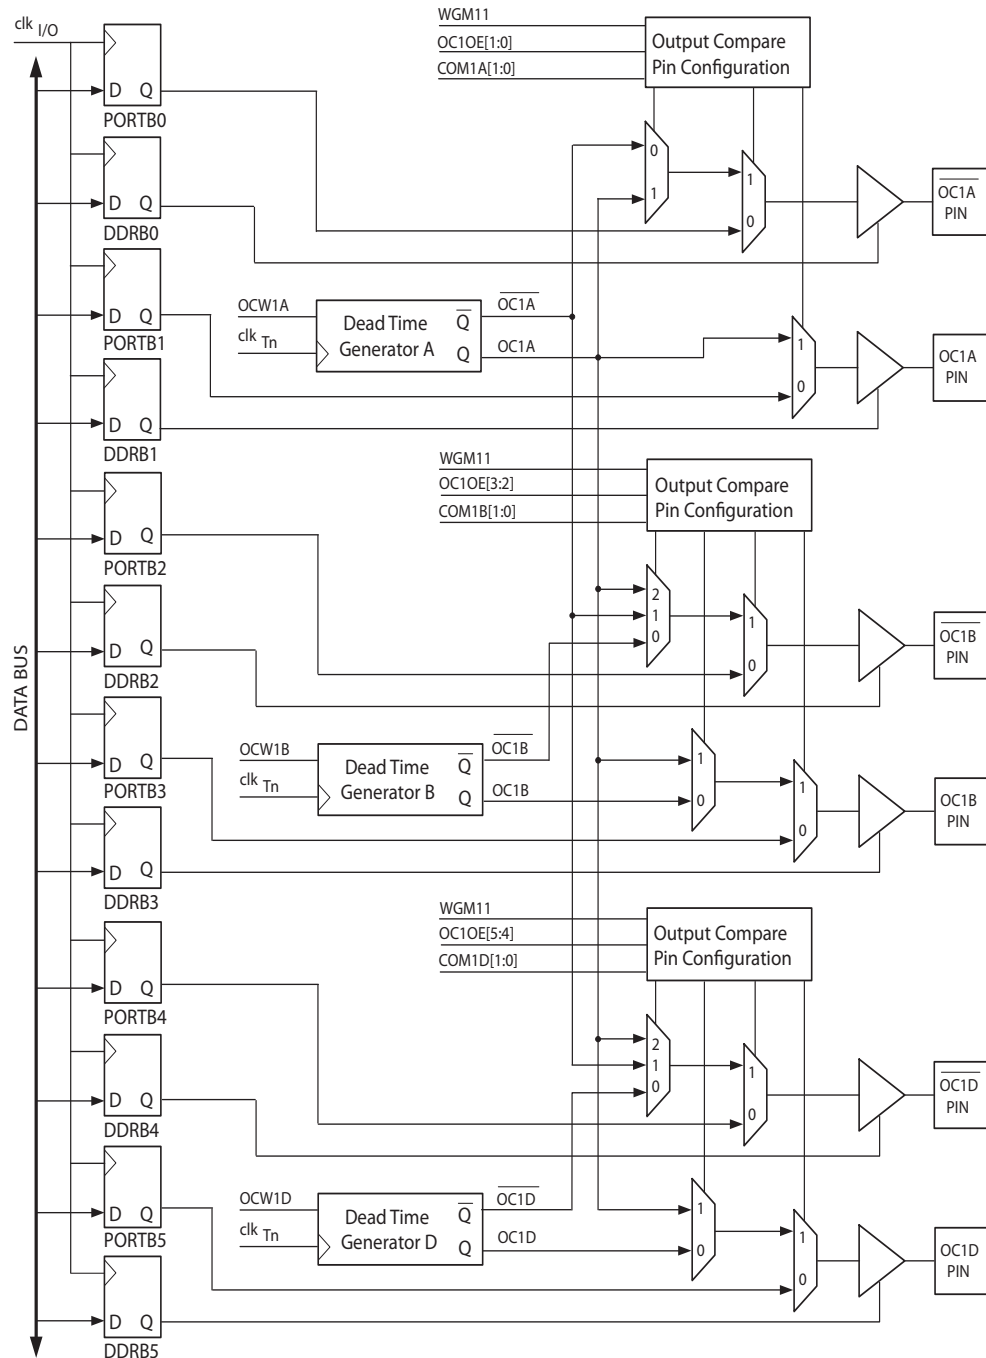 clk I/O
D Q
PORTB0
D Q
DDRB0
D Q
PORTB1
D Q
DDRB1
D Q
PORTB2
D Q
DDRB2
D Q
PORTB3
D Q
DDRB3
D Q
PORTB4
D Q
DDRB4
D Q
PORTB5
D Q
DDRB5
DATA BUS
WGM11
OC1OE[1:0]
COM1A[1:0]
Output Compare
Pin Configuration
0
1
1
0
OC1A
PIN
OCW1A
clk Tn
Dead Time
Generator A
Q
Q
OC1A
OC1A
1
0
OC1A
PIN
WGM11
OC1OE[3:2]
COM1B[1:0]
Output Compare
Pin Configuration
2
1
0
1
0
OC1B
PIN
OCW1B
clk Tn
Dead Time
Generator B
Q
Q
OC1B
OC1B
1
0
1
0
OC1B
PIN
WGM11
OC1OE[5:4]
COM1D[1:0]
Output Compare
Pin Configuration
2
1
0
1
0
OC1D
PIN
OCW1D
clk Tn
Dead Time
Generator D
Q
Q
OC1D
OC1D
1
0
1
0
OC1D
PIN